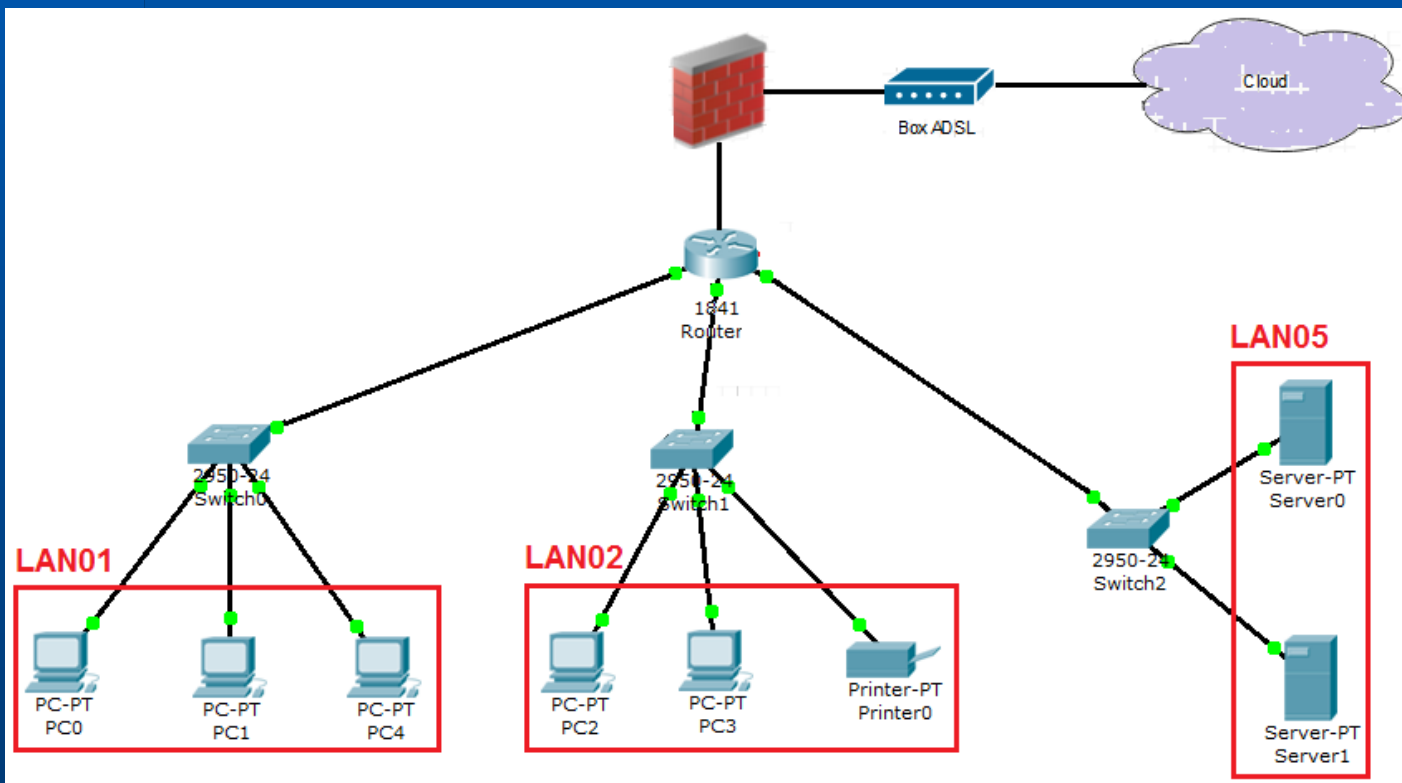 Cloud
Box ADSL
1841
Router
LAN05
2950-24
Switch0
2950-24
Switch1
Server-PT
Server0
LAN01
LAN02
2950-24
Switch2
PC-PT
PC0
PC-PT
PC1
PC-PT
PC4
PC-PT
PC2
PC-PT
PC3
Printer-PT
Printer0
Server-PT
Server1